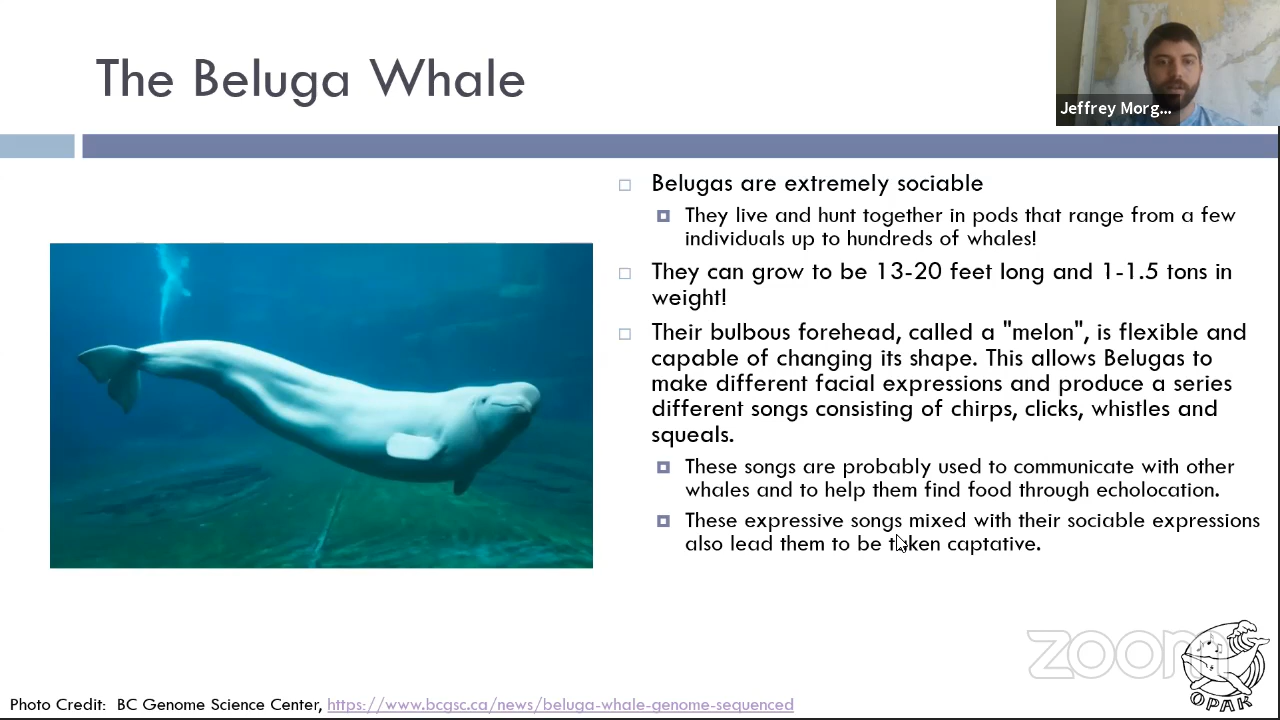 The Beluga Whale
Jeffrey Morg...
Belugas are extremely sociable
They live and hunt together in pods that range from a few
individuals up to hundreds of whales!
They can grow to be 13-20 feet long and 1-1.5 tons in
weight!
Their bulbous forehead, called a "melon", is flexible and
capable of changing its shape. This allows Belugas to
make different facial expressions and produce a series
different songs consisting of chirps, clicks, whistles and
squeals.
These songs are probably used to communicate with other
whales and to help them find food through echolocation.
These expressive songs mixed with their sociable expressions
also lead them to be taken captative.
zoom
OPAK
Photo Credit: BC Genome Science Center, https://www.bcgsc.ca/news/beluga-whale-genome-sequenced